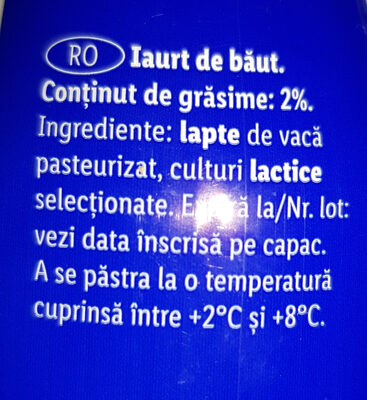 RO Iaurt de băut.
Conținut de grăsime: 2%.
Ingrediente: lapte de vacă
pasteurizat, culturi lactice
selecționate. la/Nr. lot:
vezi data înscrisă pe capac.
A se păstra la o temperatură
cuprinsă între +2°C și +8°C.